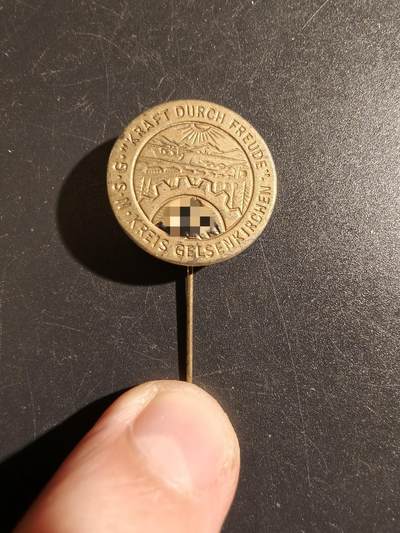 N.S.G. "KRAFT DURCH FREUDE"
KREIS GELSENKIRCHEN